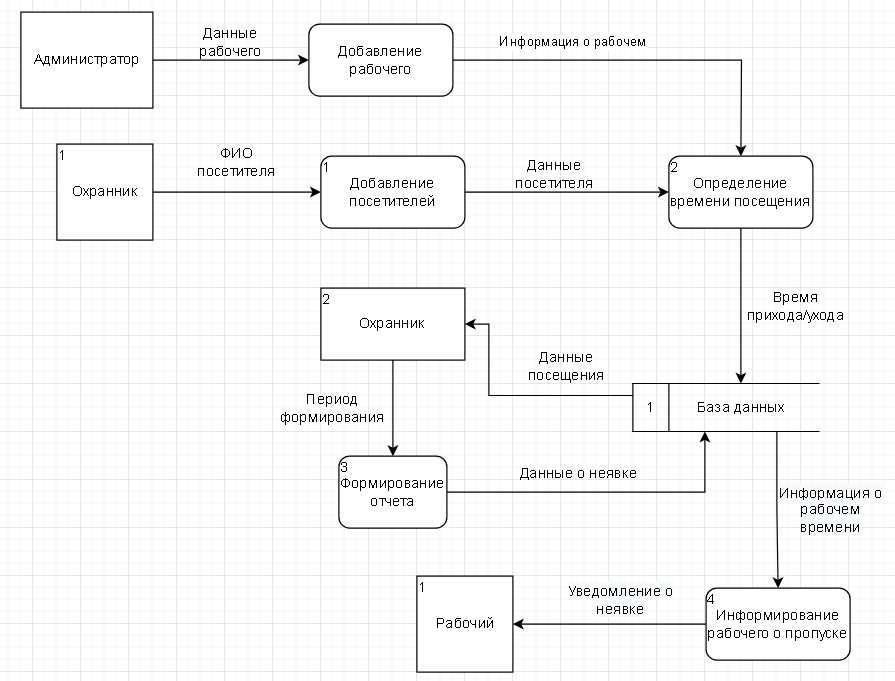 Администратор
Данные
рабочего
Добавление
рабочего
Информация о рабочем
1
Охранник
ФИО
посетителя
1
Добавление
посетителей
Данные
посетителя
2
Определение
времени посещения
Время
прихода/ухода
2
Охранник
Данные
посещения
1
База данных
Период
формирования
3
Формирование
отчета
Данные о неявке
Информация о
рабочем
времени
1
Рабочий
Уведомление о
неявке
4
Информирование
рабочего о пропуске